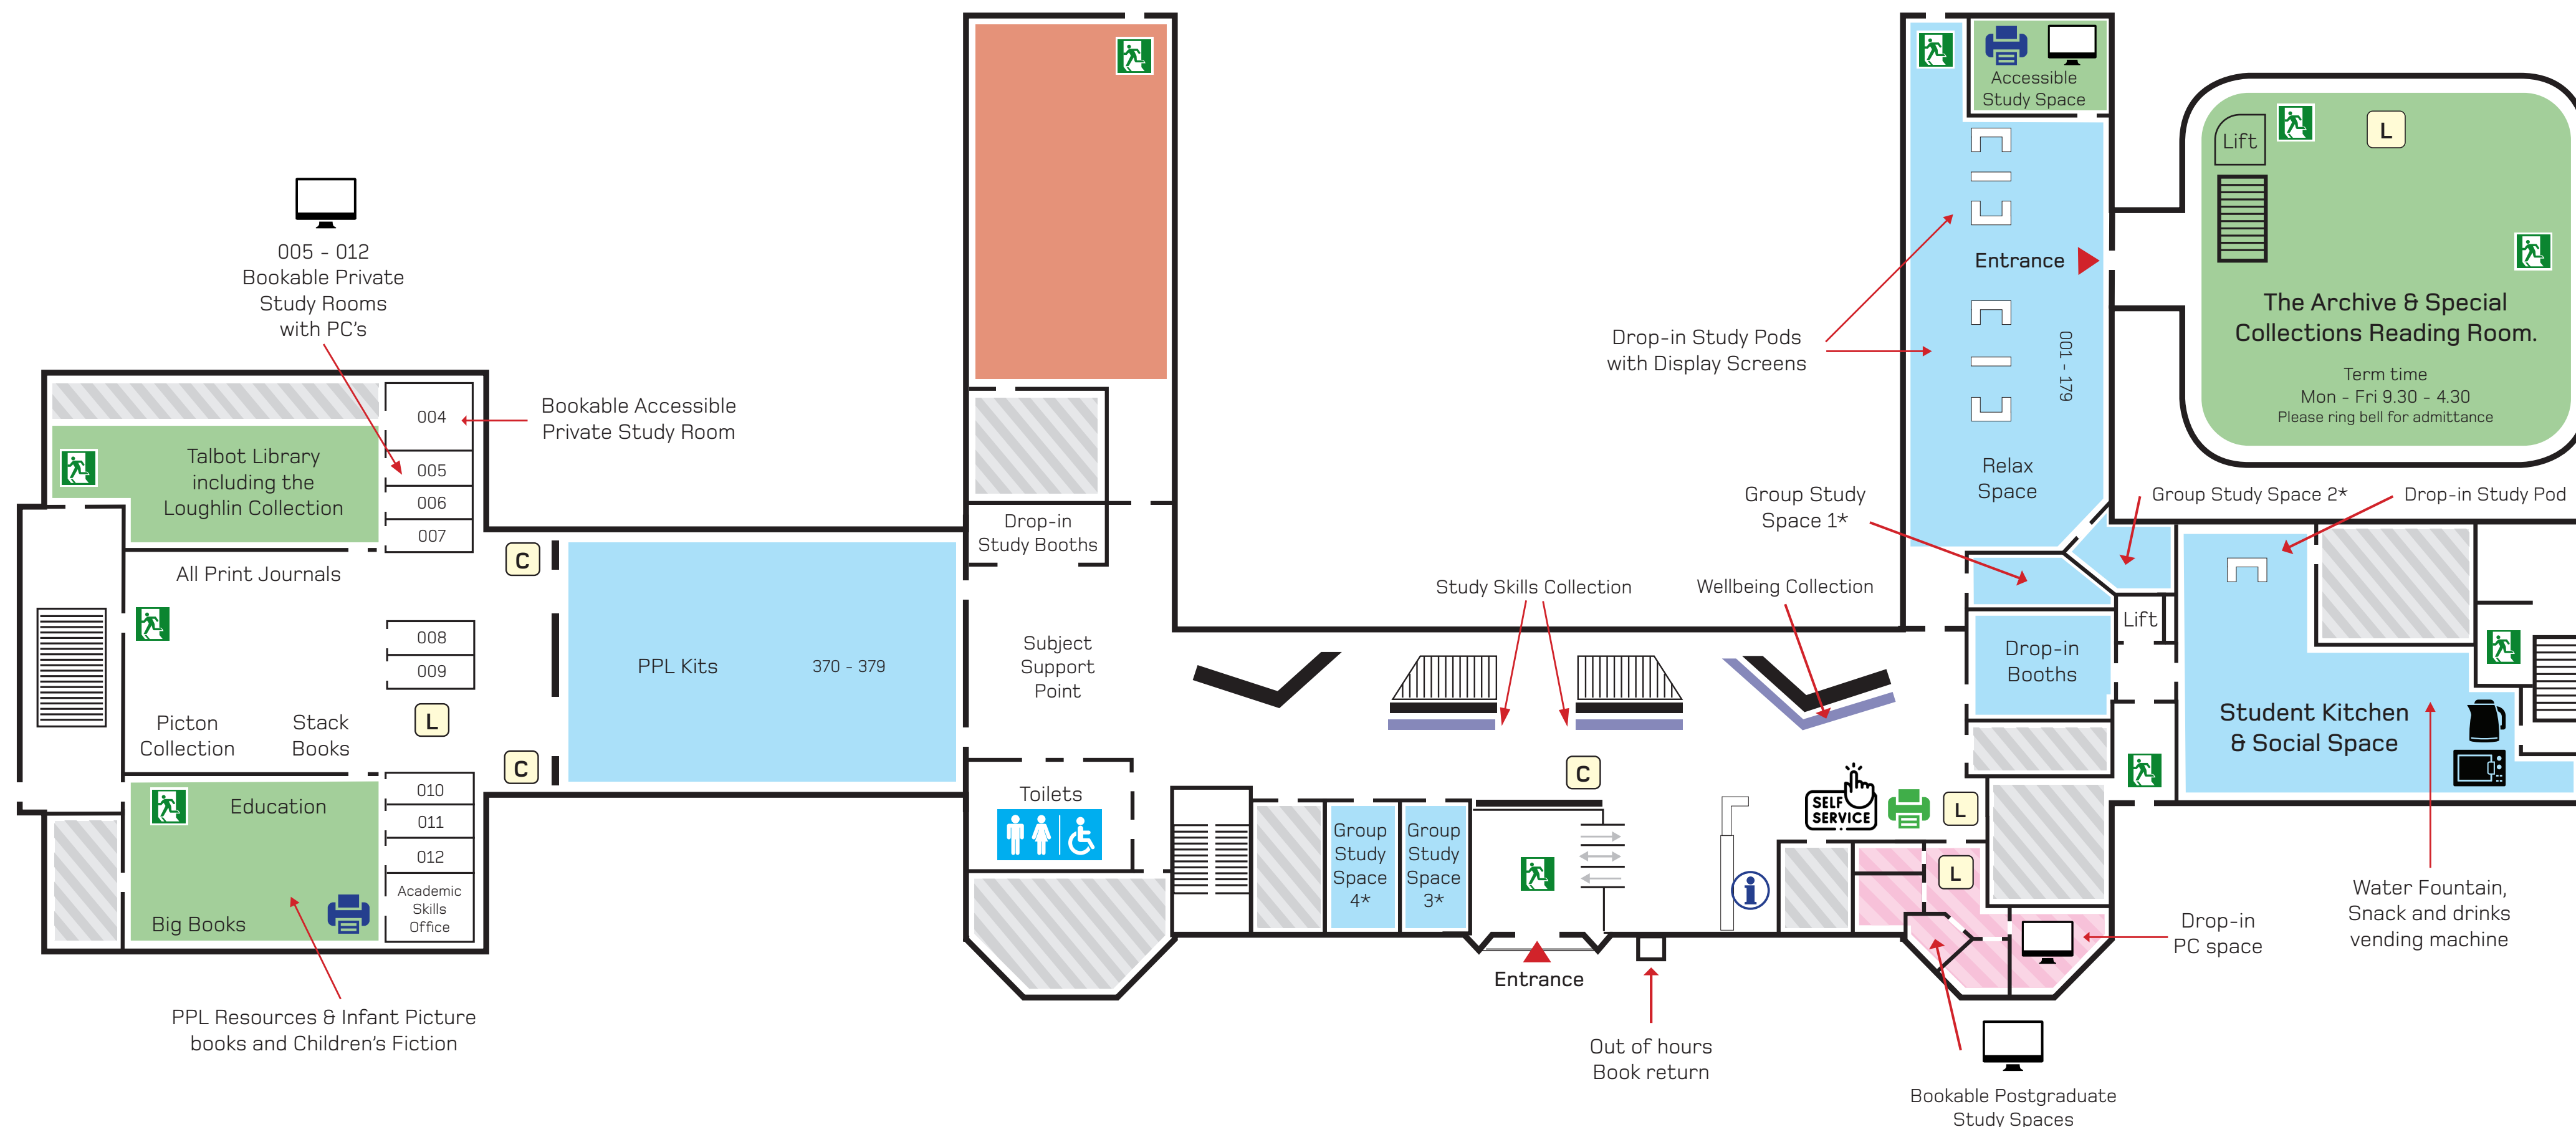 005 - 012
Bookable Private
Study Rooms
with PC's
004
Bookable Accessible
Private Study Room
Talbot Library
including the
Loughlin Collection
005
006
007
All Print Journals
008
009
Picton
Collection
Stack
Books
L
C
C
Education
Big Books
010
011
012
Academic
Skills
Office
PPL Resources & Infant Picture
books and Children's Fiction
PPL Kits
370 - 379
Drop-in
Study Booths
Subject
Support
Point
Toilets
Study Skills Collection
Wellbeing Collection
C
Group
Study
Space
4*
Group
Study
Space
3*
Entrance
Out of hours
Book return
SELF
SERVICE
L
i
L
Drop-in
PC space
Bookable Postgraduate
Study Spaces
Accessible
Study Space
Drop-in Study Pods
with Display Screens
Entrance
001 - 179
Relax
Space
Group Study
Space 1*
Group Study Space 2*
Drop-in Study Pod
Lift
Drop-in
Booths
Lift
L
The Archive & Special
Collections Reading Room.
Term time
Mon - Fri 9.30 - 4.30
Please ring bell for admittance
Student Kitchen
& Social Space
Water Fountain,
Snack and drinks
vending machine